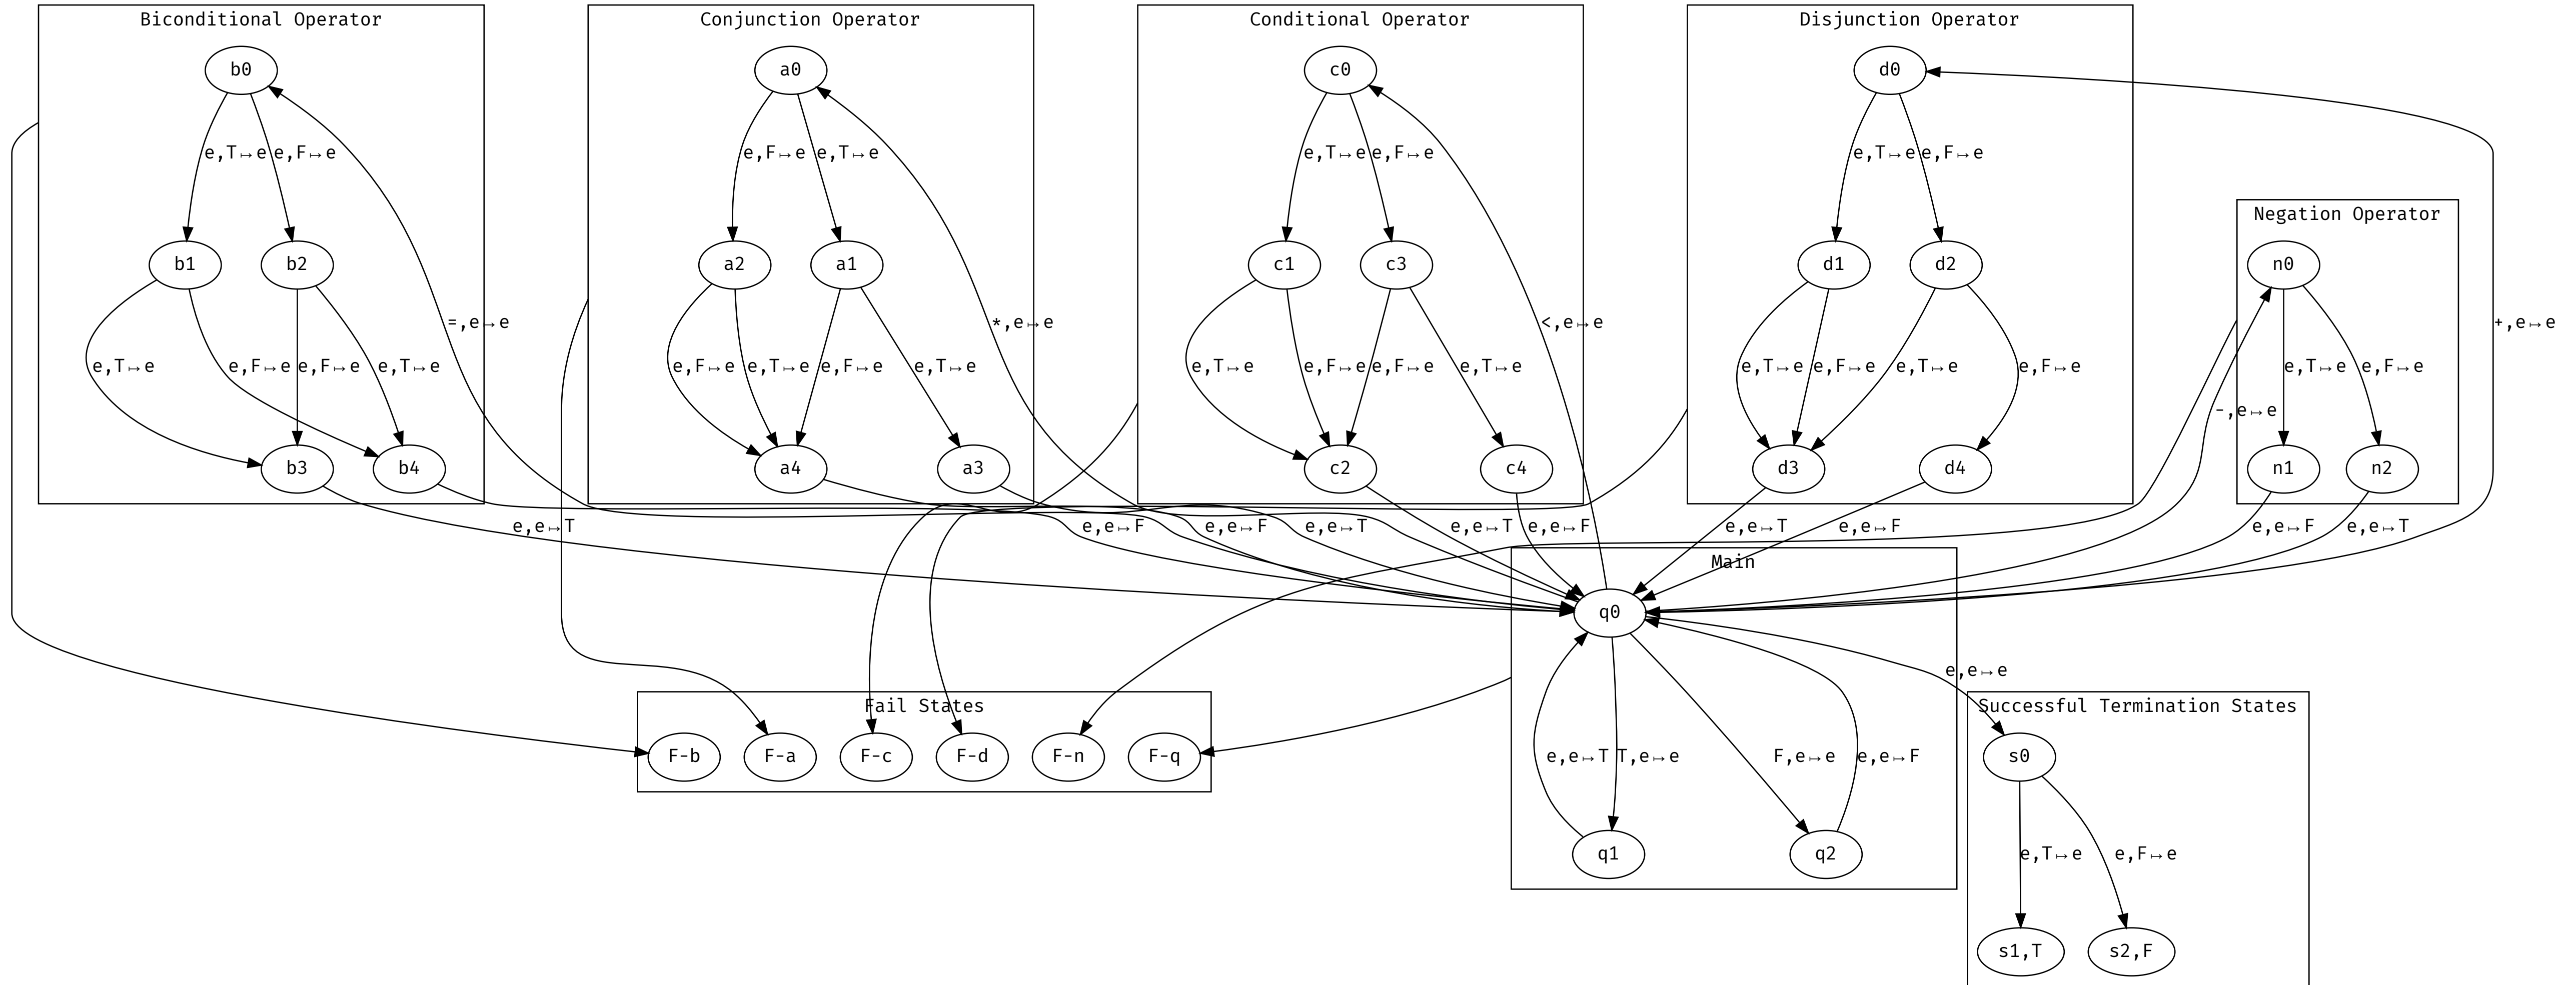 Biconditional Operator
Conjunction Operator
Conditional Operator
Disjunction Operator
b0
a0
c0
d0
e,T↦e
e,F↦e
e,F↦e
e,T↦e
e,T↦e
e,F↦e
e,T↦e
e,F↦e
Negation Operator
b1
b2
a2
a1
c1
c3
d1
d2
n0
=,e↦e
*,e↦e
<,e↦e
+,e↦e
e,T↦e
e,F↦e
e,F↦e
e,T↦e
e,F↦e
e,T↦e
e,F↦e
e,T↦e
e,T↦e
e,F↦e
e,F↦e
e,T↦e
e,T↦e
e,F↦e
e,T↦e
e,F↦e
e,T↦e
e,F↦e
-,e↦e
b3
b4
a4
a3
c2
c4
d3
d4
n1
n2
e,e↦T
e,e↦F
e,e↦F
e,e↦T
e,e↦T
e,e↦F
e,e↦T
e,e↦F
e,e↦F
e,e↦T
Main
q0
e,e↦e
Fail States
Successful Termination States
F-b
F-a
F-c
F-d
F-n
F-q
e,e↦T
T,e↦e
F,e↦e
e,e↦F
s0
q1
q2
e,T↦e
e,F↦e
s1,T
s2,F